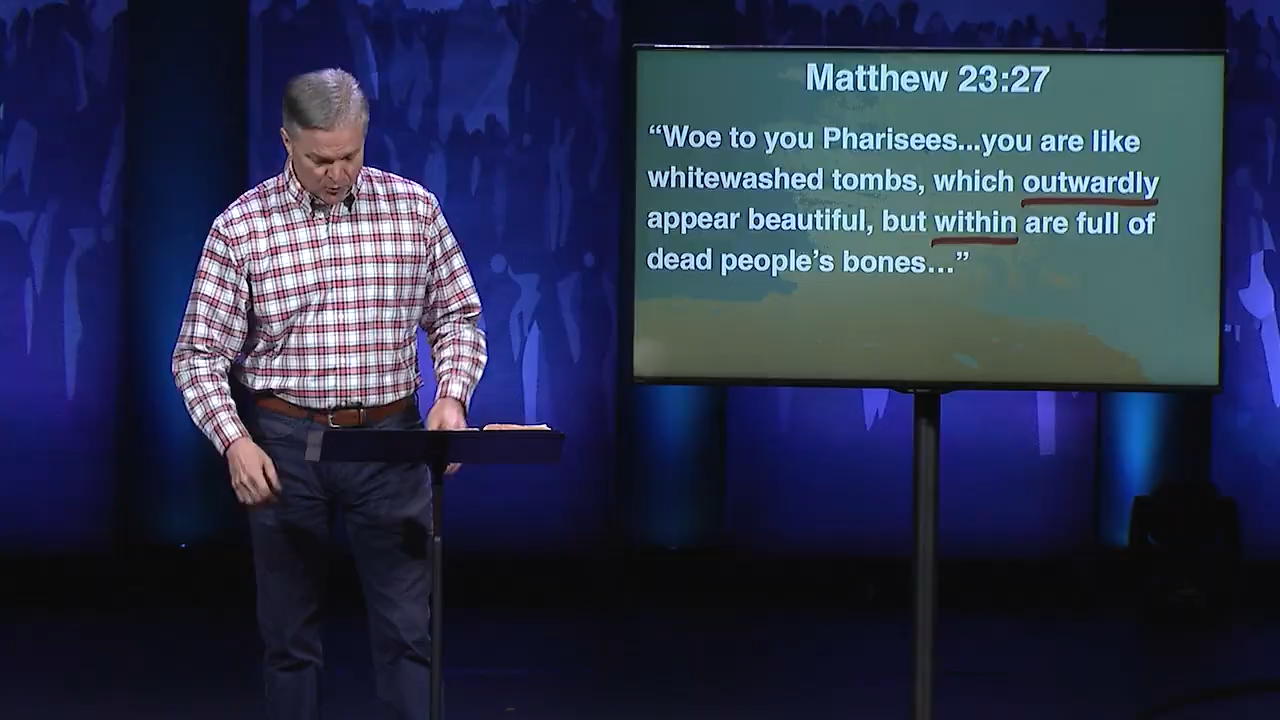 Matthew 23:27
“Woe to you Pharisees...you are like
whitewashed tombs, which outwardly
appear beautiful, but within are full of
dead people’s bones...”